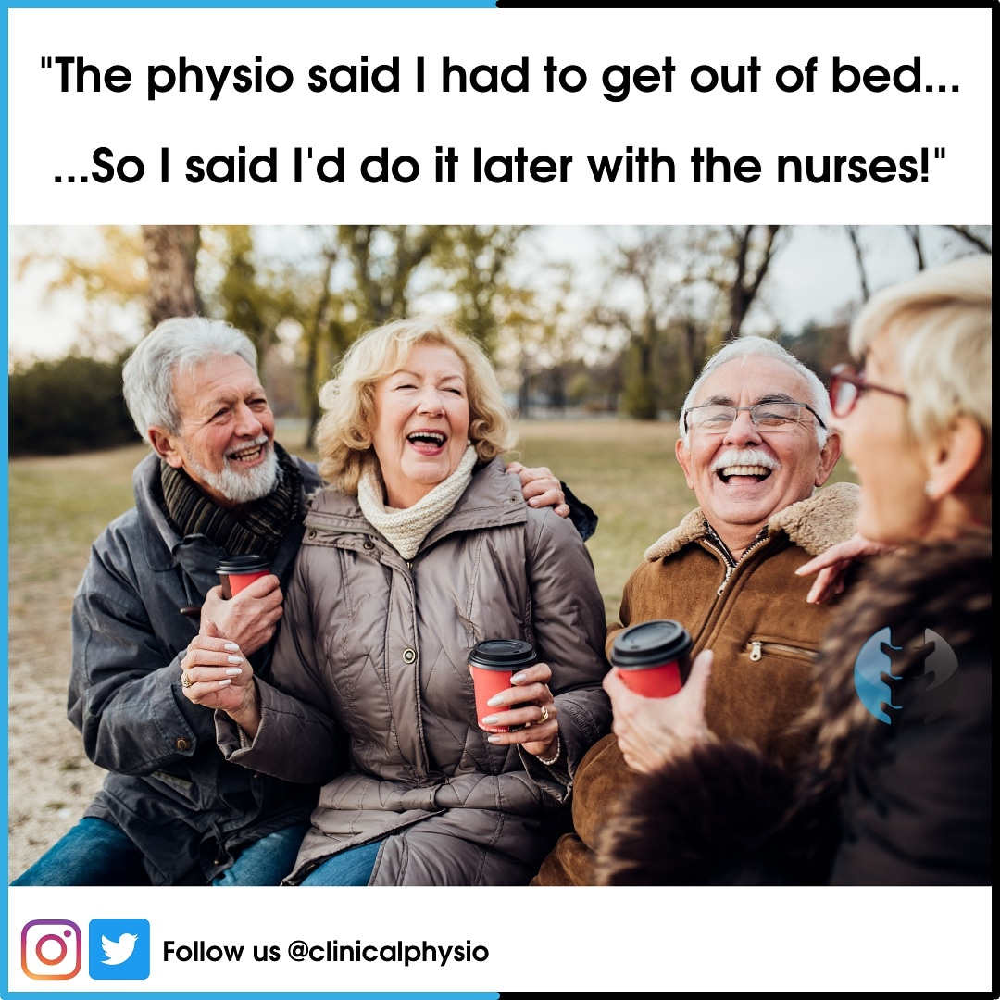 "The physio said I had to get out of bed...
...So I said I'd do it later with the nurses!"
Follow us @clinicalphysio